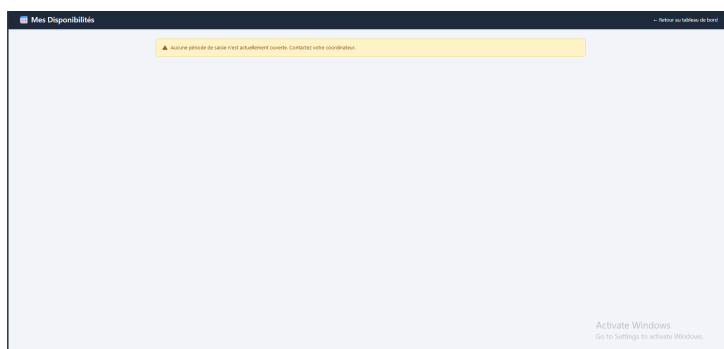 Mes Disponibilités
← Retour au tableau de bord
Aucune période de saisie n'est actuellement ouverte. Contactez votre coordinateur.
Activate Windows
Go to Settings to activate Windows.